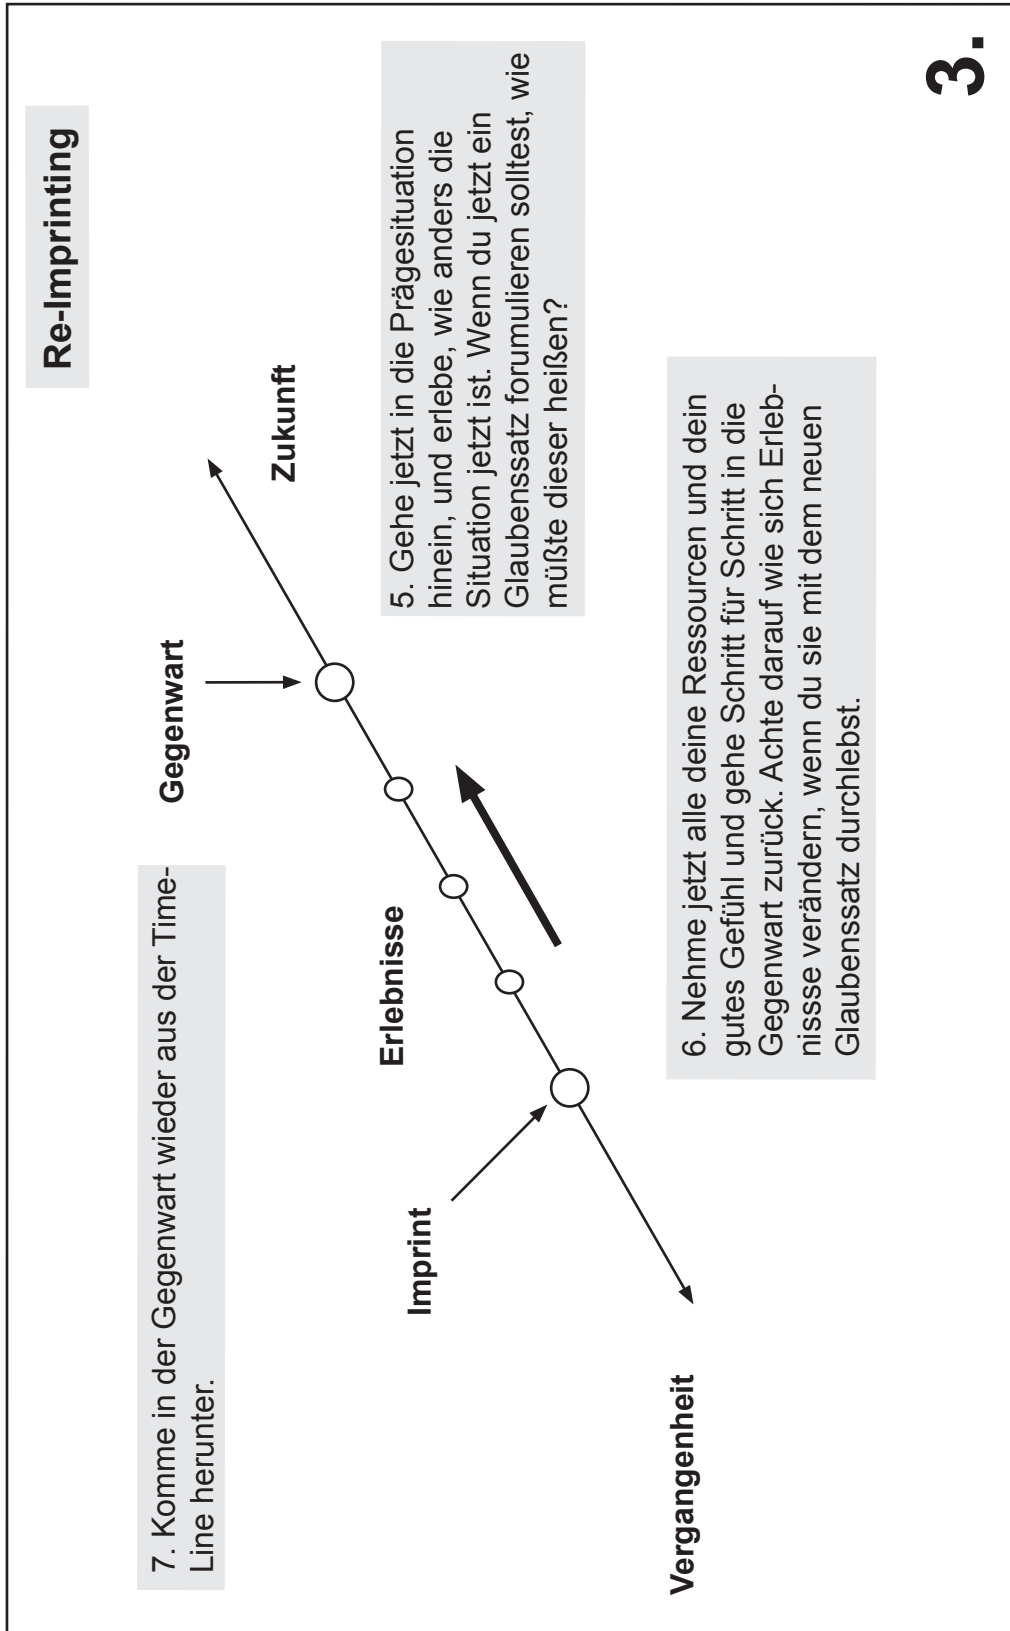 Re-Imprinting
7. Komme in der Gegenwart wieder aus der Time-
Line herunter.
Gegenwart
Zukunft
Erlebnisse
Imprint
Vergangenheit
5. Gehe jetzt in die Prägesituation
hinein, und erlebe, wie anders die
Situation jetzt ist. Wenn du jetzt ein
Glaubenssatz forumulieren solltest, wie
müßte dieser heißen?
6. Nehme jetzt alle deine Ressourcen und dein
gutes Gefühl und gehe Schritt für Schritt in die
Gegenwart zurück. Achte darauf wie sich Erleb-
nissse verändern, wenn du sie mit dem neuen
Glaubenssatz durchlebst.
3.